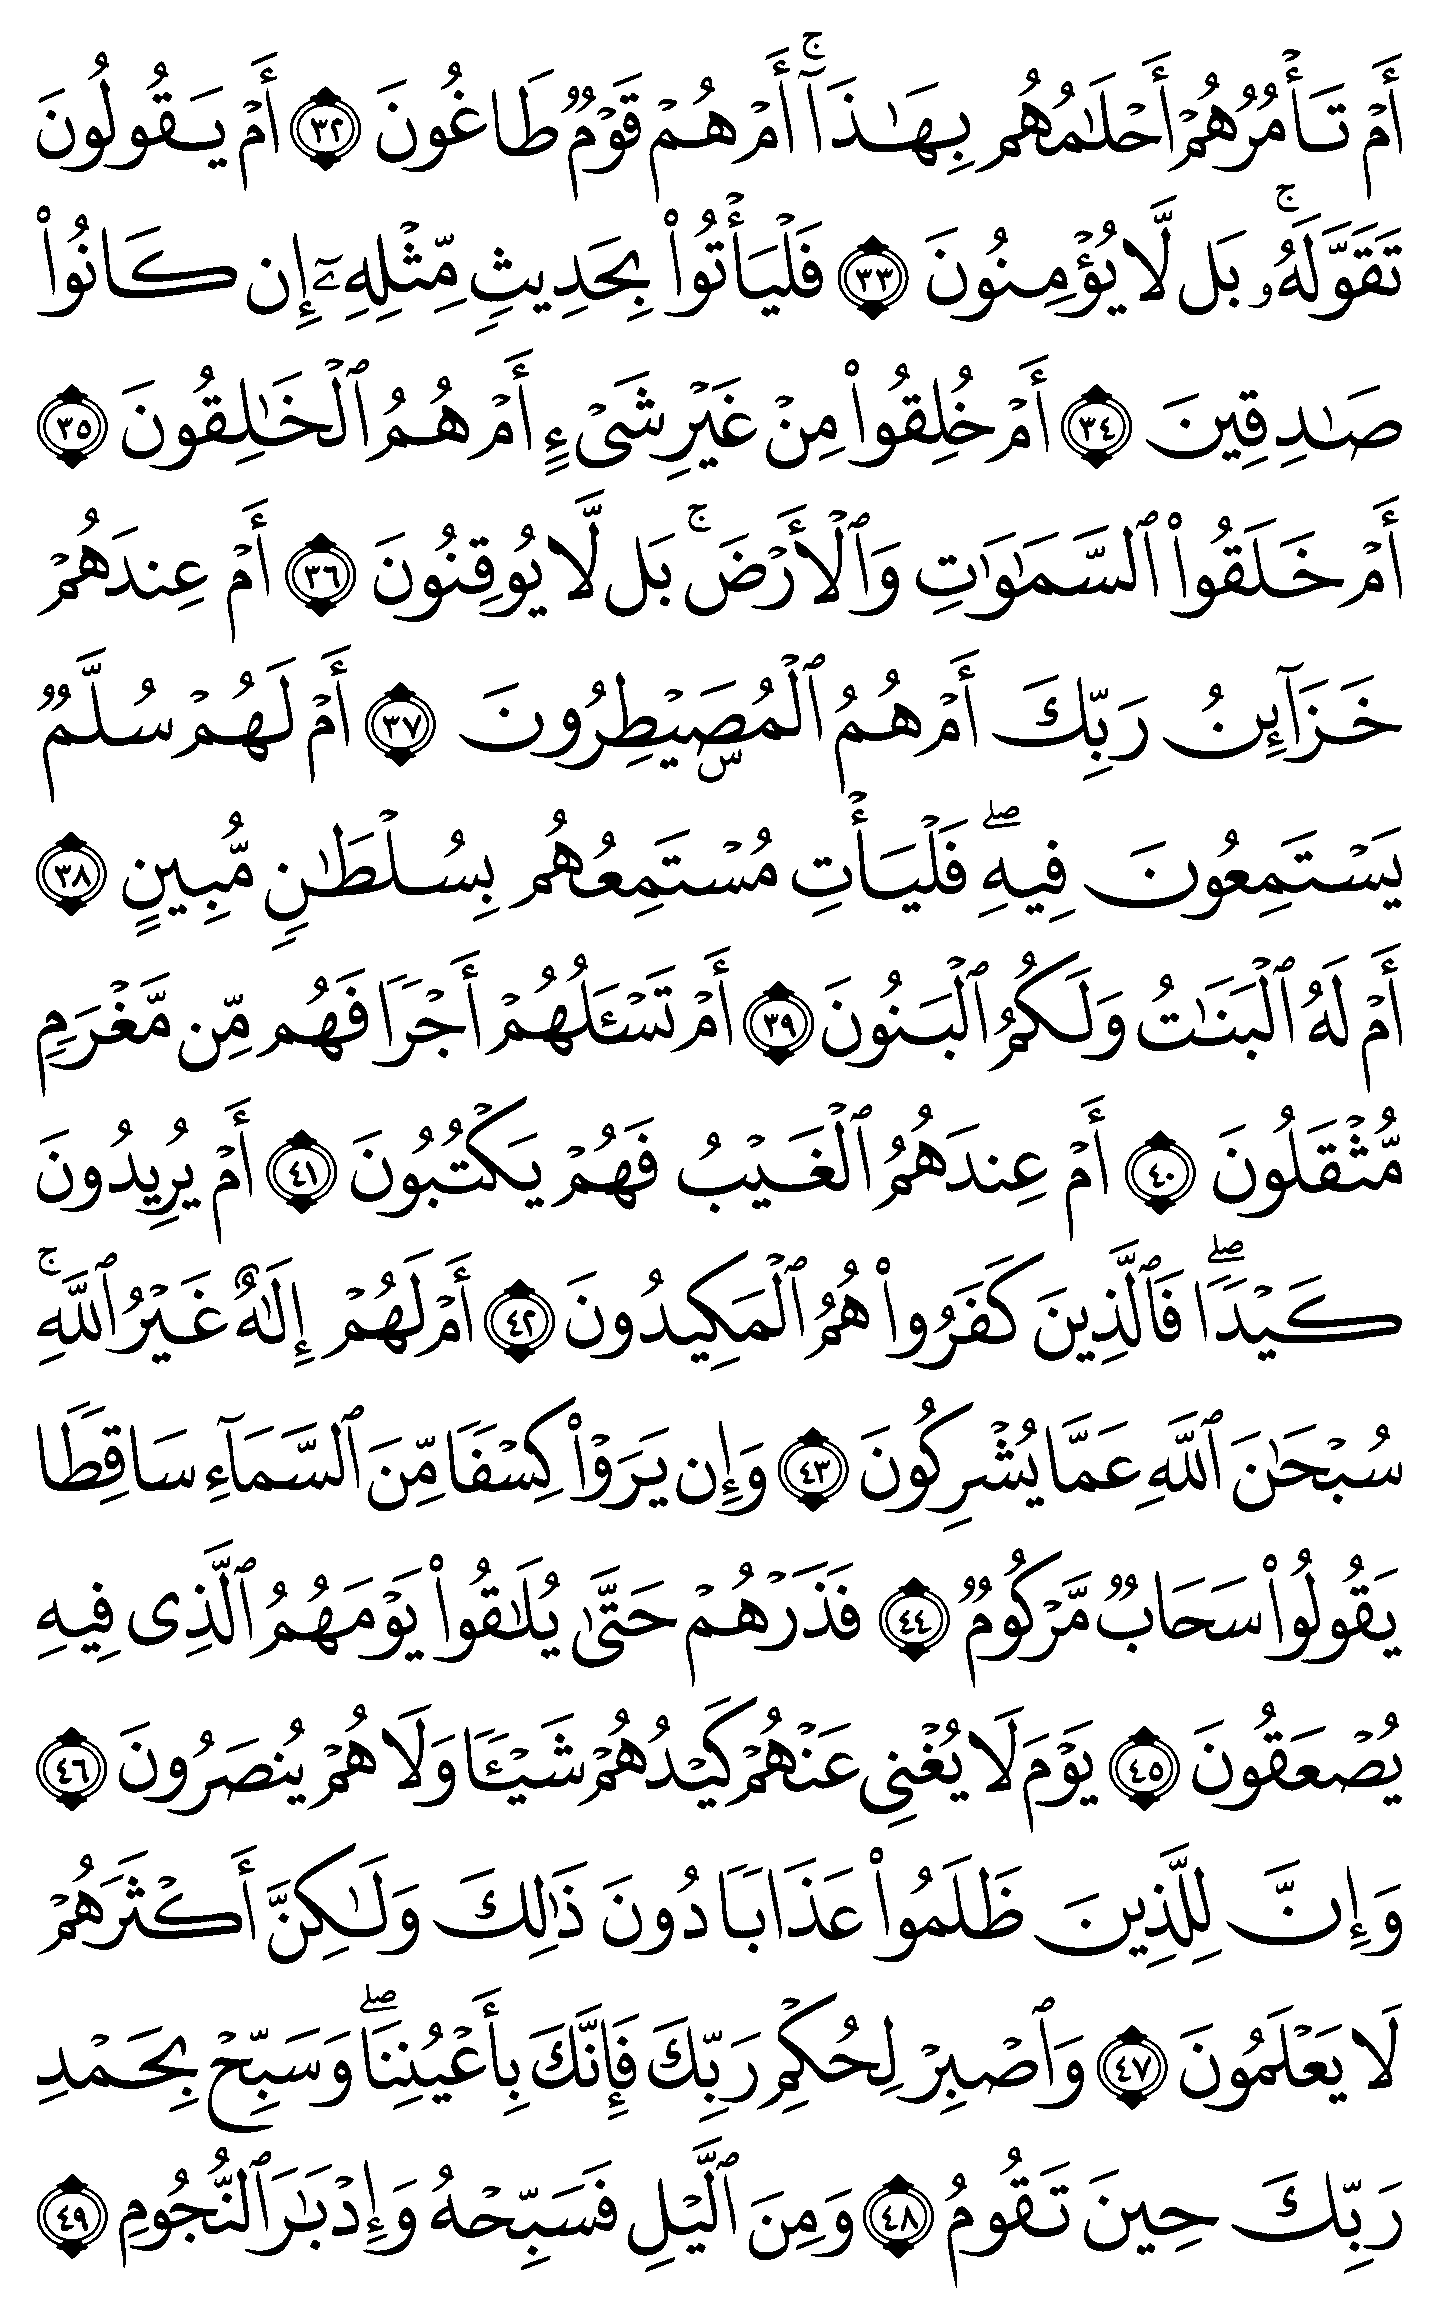 أَمْ تَأْمُرُهُمْ أَحْلَـٰمُهُم بِهَـٰذَآ ۚ أَمْ هُمْ قَوْمٌ طَاغُونَ ٣٢ أَمْ يَقُولُونَ
تَقَوَّلَهُۥ ۚ بَل لَّا يُؤْمِنُونَ ٣٣ فَلْيَأْتُوا۟ بِحَدِيثٍ مِّثْلِهِۦٓ إِن كَانُوا۟
صَـٰدِقِينَ ٣٤ أَمْ خُلِقُوا۟ مِنْ غَيْرِ شَىْءٍ أَمْ هُمُ ٱلْخَـٰلِقُونَ ٣٥
أَمْ خَلَقُوا۟ ٱلسَّمَـٰوَٰتِ وَٱلْأَرْضَ ۚ بَل لَّا يُوقِنُونَ ٣٦ أَمْ عِندَهُمْ
خَزَآئِنُ رَبِّكَ أَمْ هُمُ ٱلْمُصَۣيْطِرُونَ ٣٧ أَمْ لَهُمْ سُلَّمٌ
يَسْتَمِعُونَ فِيهِ ۖ فَلْيَأْتِ مُسْتَمِعُهُم بِسُلْطَـٰنٍ مُّبِينٍ ٣٨
أَمْ لَهُ ٱلْبَنَـٰتُ وَلَكُمُ ٱلْبَنُونَ ٣٩ أَمْ تَسْـَٔلُهُمْ أَجْرًا فَهُم مِّن مَّغْرَمٍ
مُّثْقَلُونَ ٤٠ أَمْ عِندَهُمُ ٱلْغَيْبُ فَهُمْ يَكْتُبُونَ ٤١ أَمْ يُرِيدُونَ
كَيْدًا ۖ فَٱلَّذِينَ كَفَرُوا۟ هُمُ ٱلْمَكِيدُونَ ٤٢ أَمْ لَهُمْ إِلَـٰهٌ غَيْرُ ٱللَّهِ ۚ
سُبْحَـٰنَ ٱللَّهِ عَمَّا يُشْرِكُونَ ٤٣ وَإِن يَرَوْا۟ كِسْفًا مِّنَ ٱلسَّمَآءِ سَاقِطًا
يَقُولُوا۟ سَحَابٌ مَّرْكُومٌ ٤٤ فَذَرْهُمْ حَتَّىٰ يُلَـٰقُوا۟ يَوْمَهُمُ ٱلَّذِى فِيهِ
يُصْعَقُونَ ٤٥ يَوْمَ لَا يُغْنِى عَنْهُمْ كَيْدُهُمْ شَيْـًٔا وَلَا هُمْ يُنصَرُونَ ٤٦
وَإِنَّ لِلَّذِينَ ظَلَمُوا۟ عَذَابًا دُونَ ذَٰلِكَ وَلَـٰكِنَّ أَكْثَرَهُمْ
لَا يَعْلَمُونَ ٤٧ وَٱصْبِرْ لِحُكْمِ رَبِّكَ فَإِنَّكَ بِأَعْيُنِنَا ۖ وَسَبِّحْ بِحَمْدِ
رَبِّكَ حِينَ تَقُومُ ٤٨ وَمِنَ ٱلَّيْلِ فَسَبِّحْهُ وَإِدْبَـٰرَ ٱلنُّجُومِ ٤٩